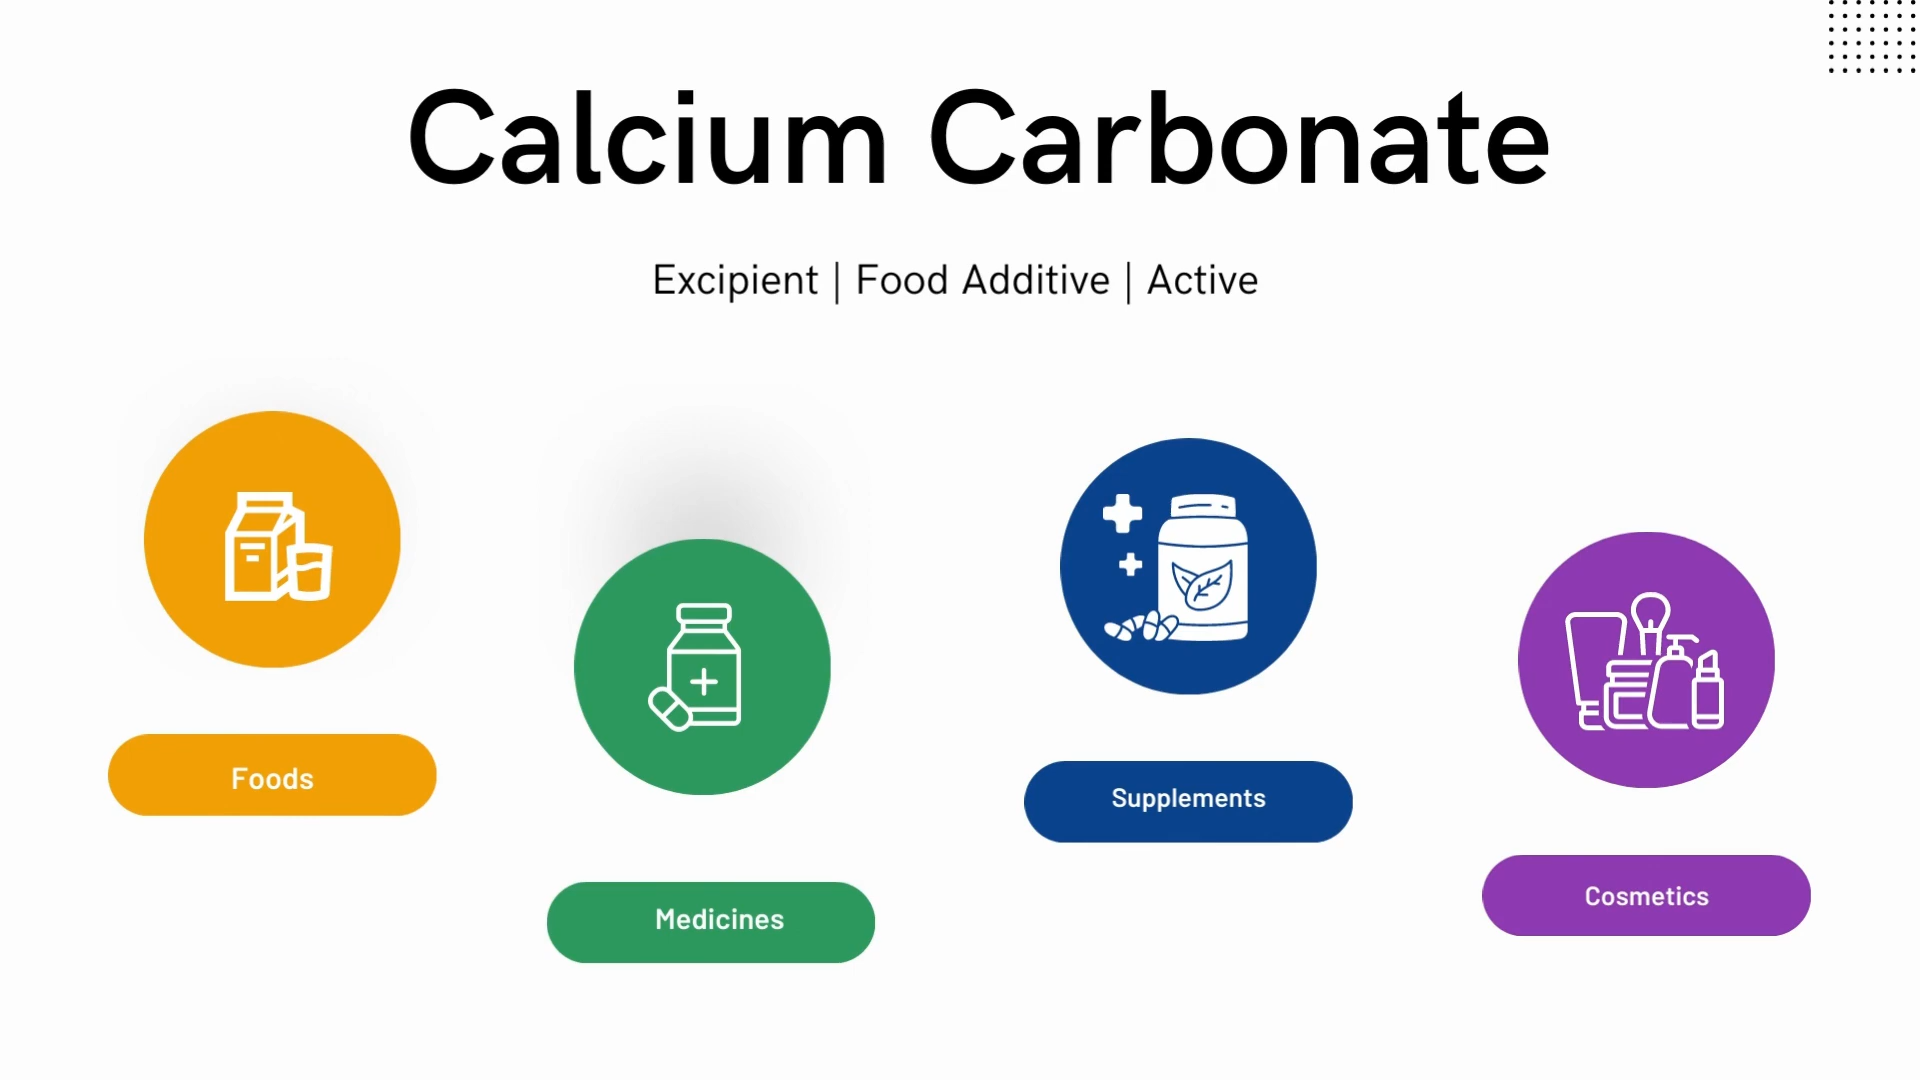 Calcium Carbonate
Excipient | Food Additive | Active
Foods
Medicines
Supplements
Cosmetics